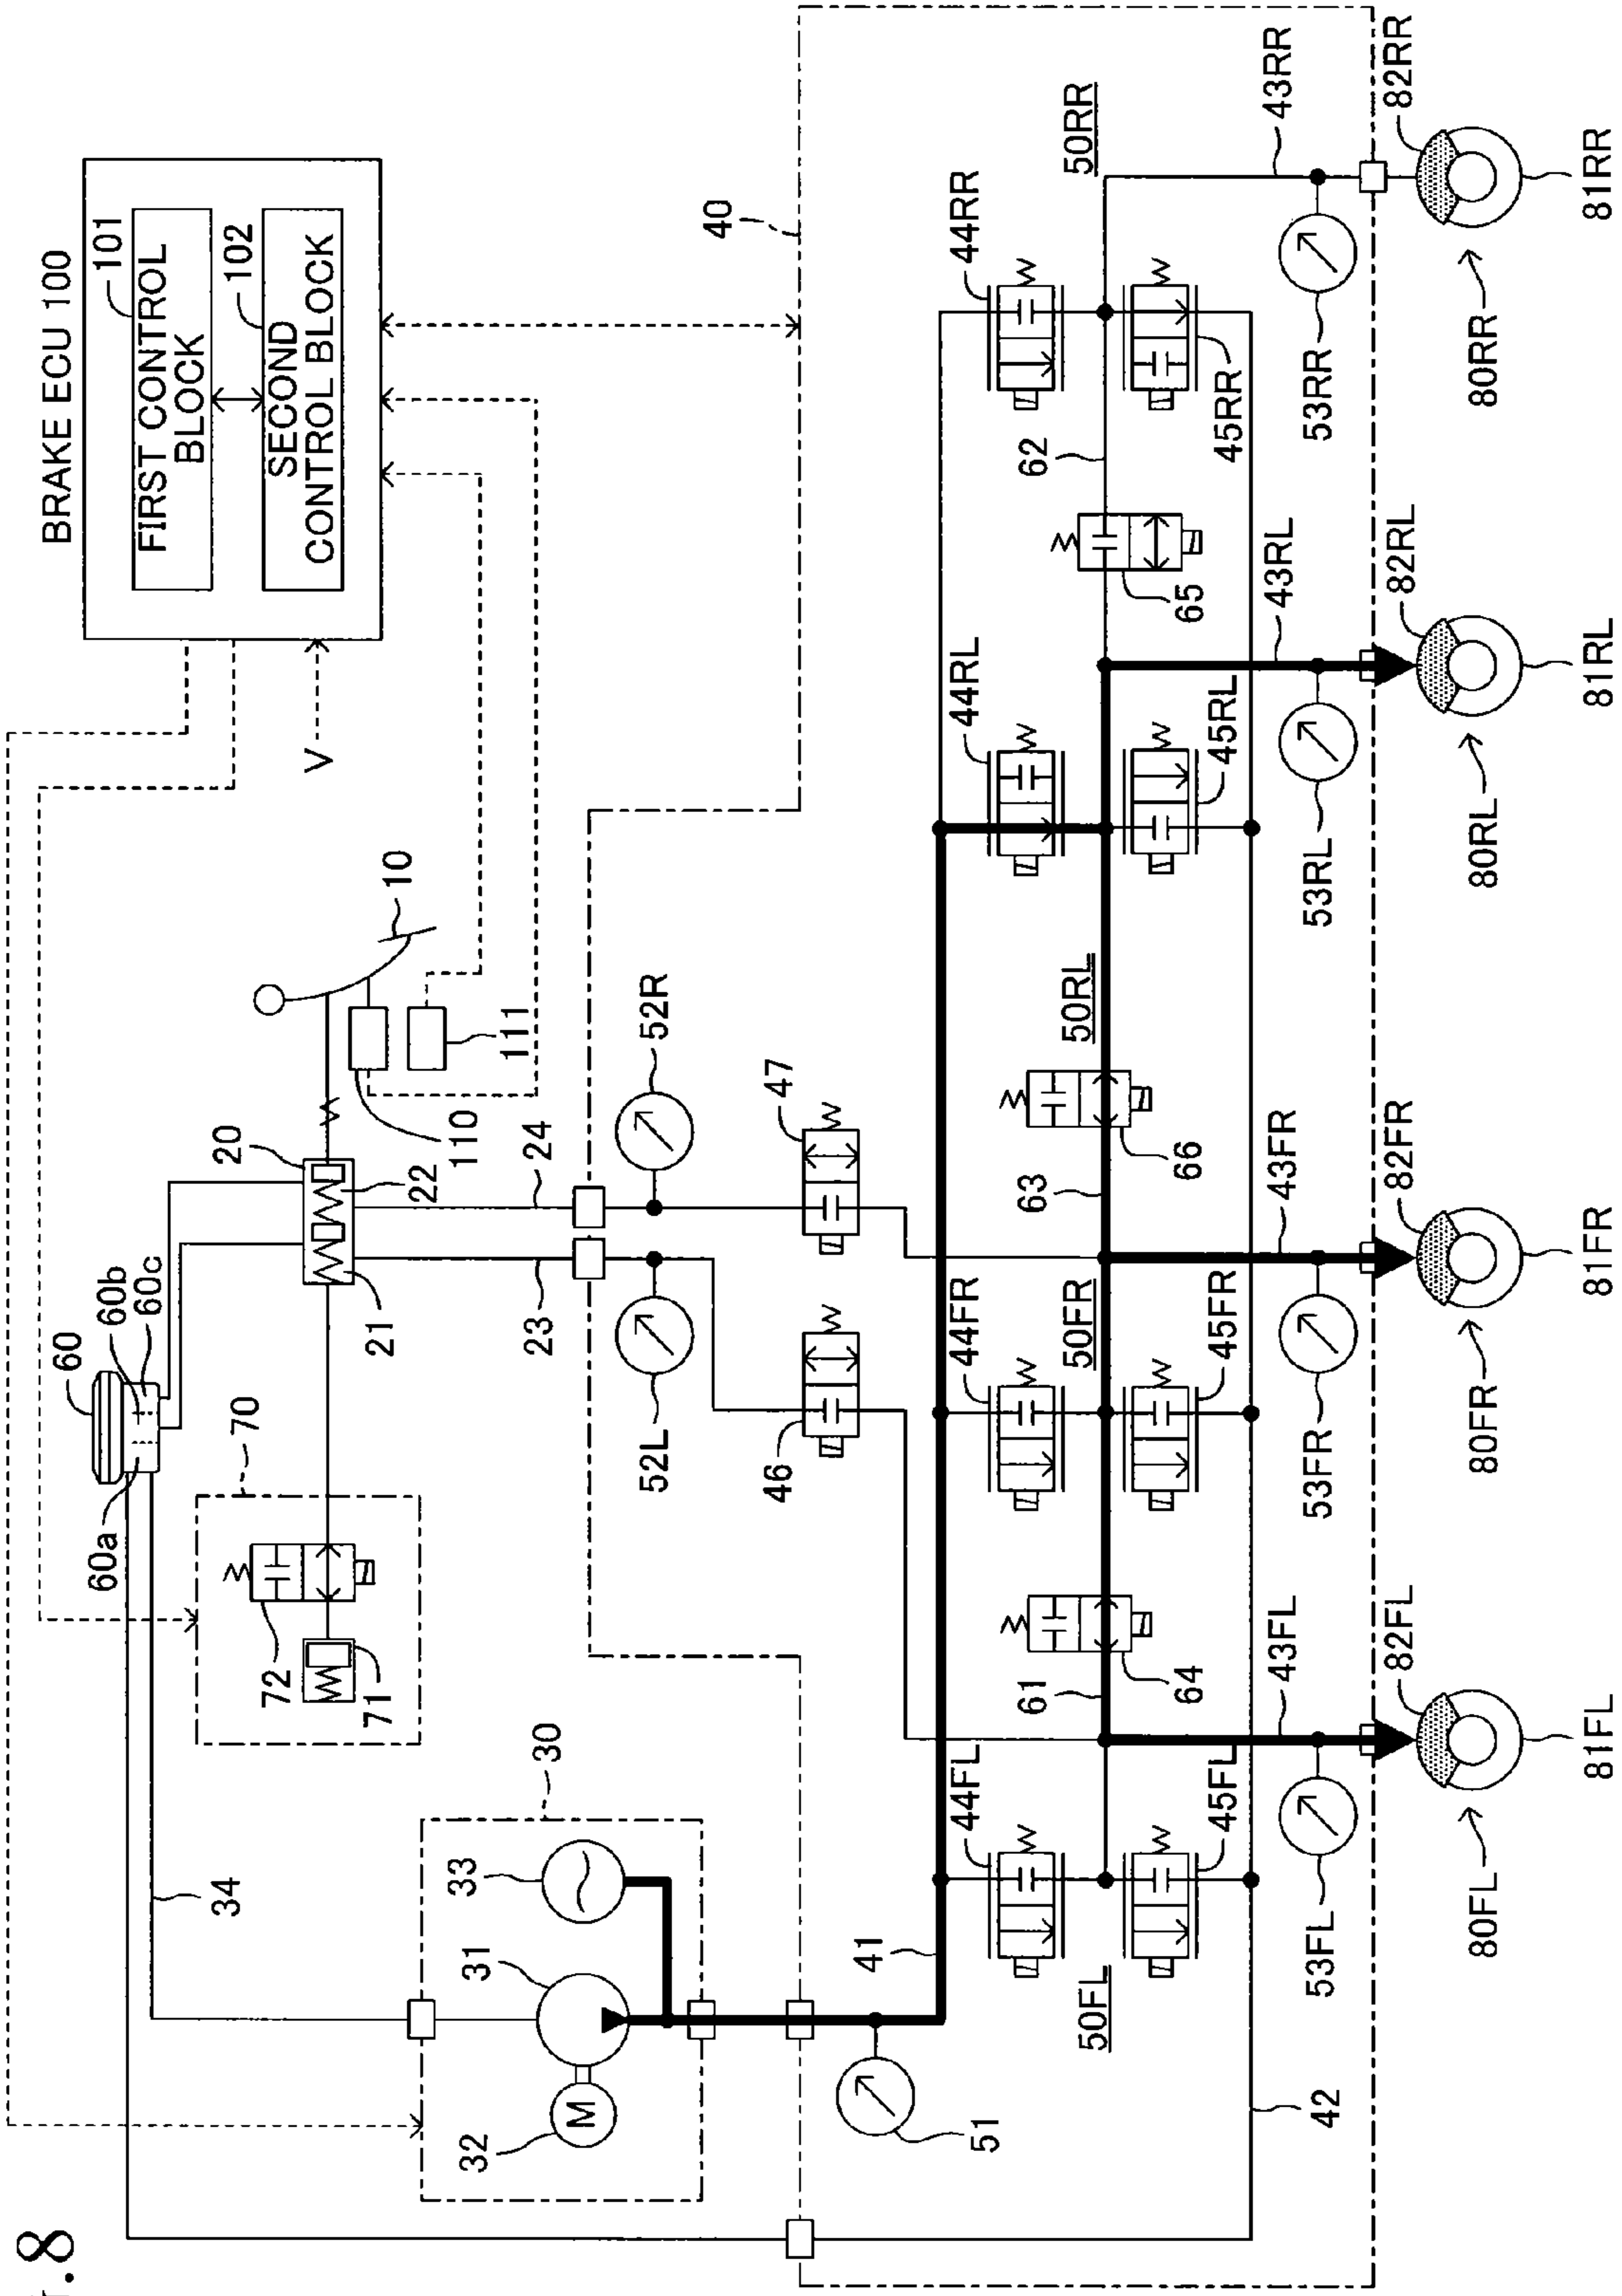 BRAKE ECU 100
101
FIRST CONTROL
BLOCK
102
SECOND
CONTROL BLOCK
V
10
60
60b
60c
60a
20
22
21
110
111
24
23
70
72
71
34
30
33
31
32
M
40
52R
52L
47
46
41
51
42
44FL
44FR
44RL
44RR
45FL
45FR
45RL
45RR
50FL
50FR
50RL
50RR
61
64
63
66
62
65
43FL
43FR
43RL
43RR
53FL
53FR
53RL
53RR
82FL
82FR
82RL
82RR
80FL
80FR
80RL
80RR
81FL
81FR
81RL
81RR
.8